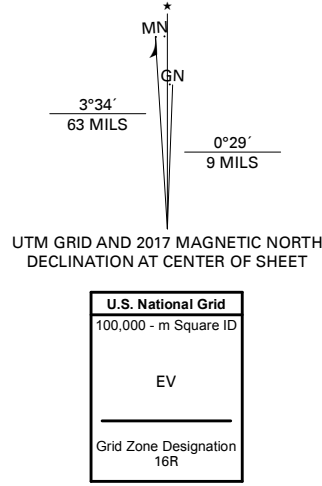 MN
GN
3°34´
63 MILS
0°29´
9 MILS
UTM GRID AND 2017 MAGNETIC NORTH
DECLINATION AT CENTER OF SHEET
U.S. National Grid
100,000 - m Square ID
EV
Grid Zone Designation
16R